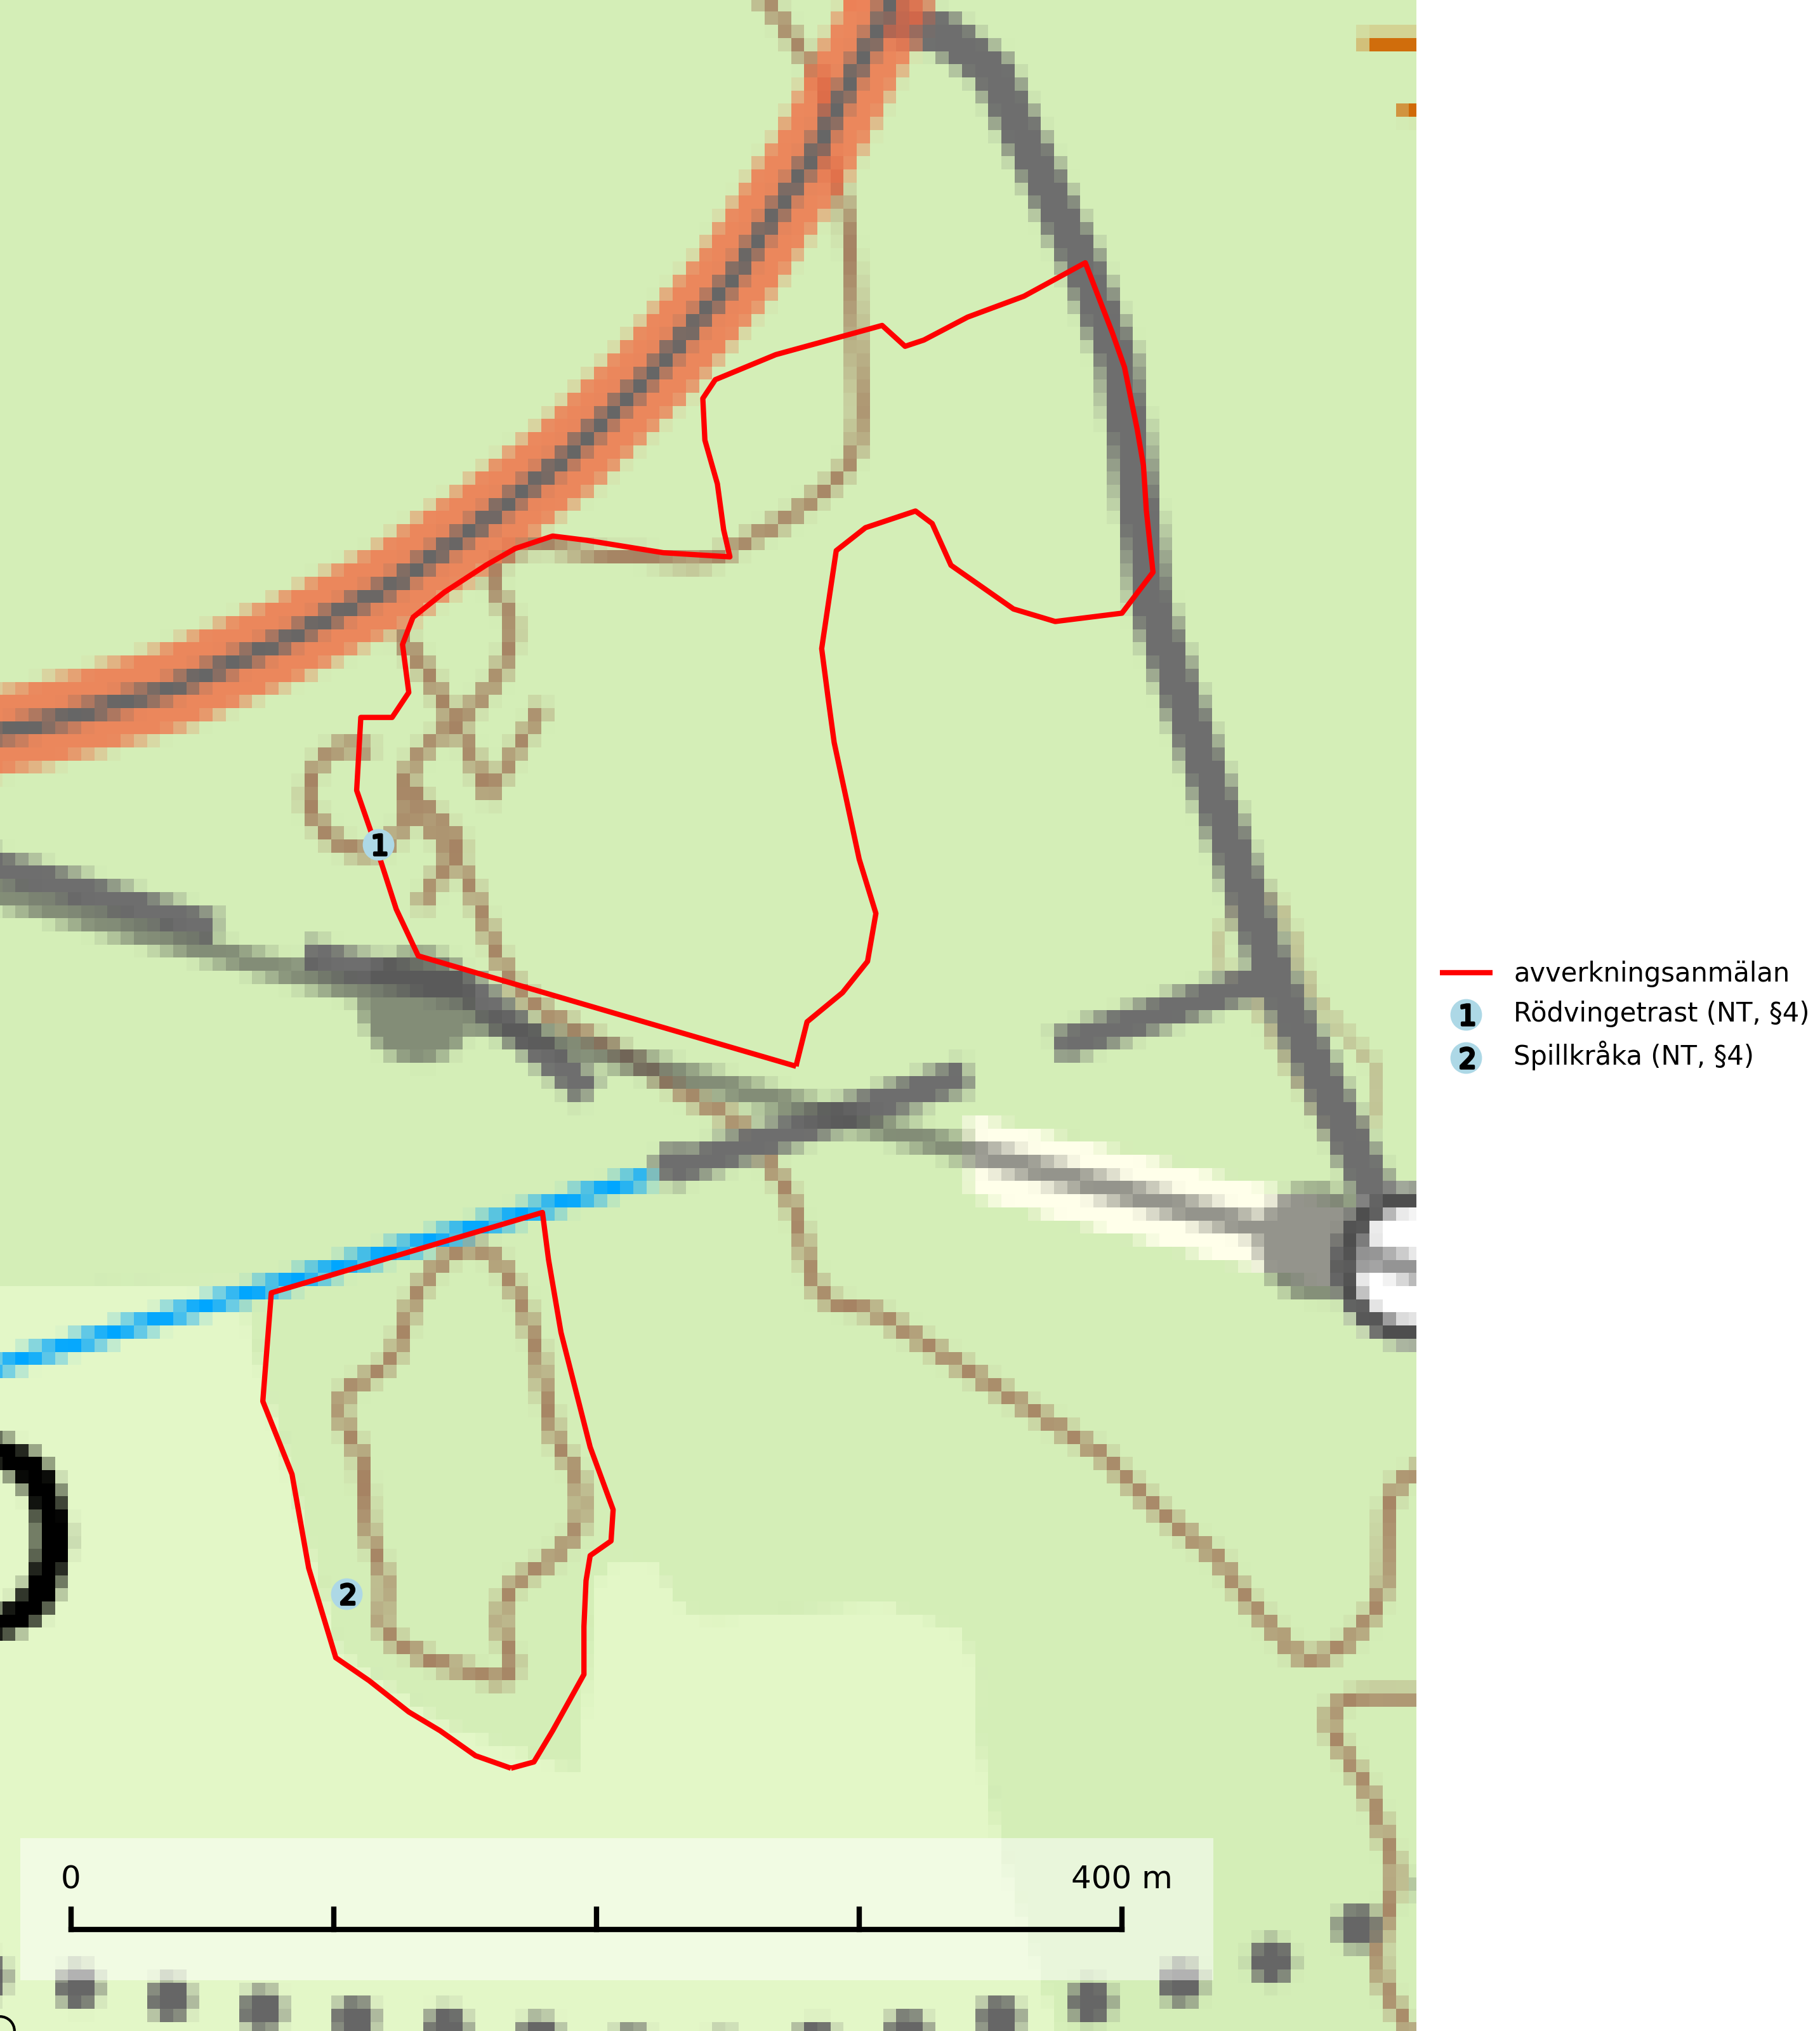 1
2
avverkningsanmälan
1 Rödvingetrast (NT, §4)
2 Spillkråka (NT, §4)
0 400 m